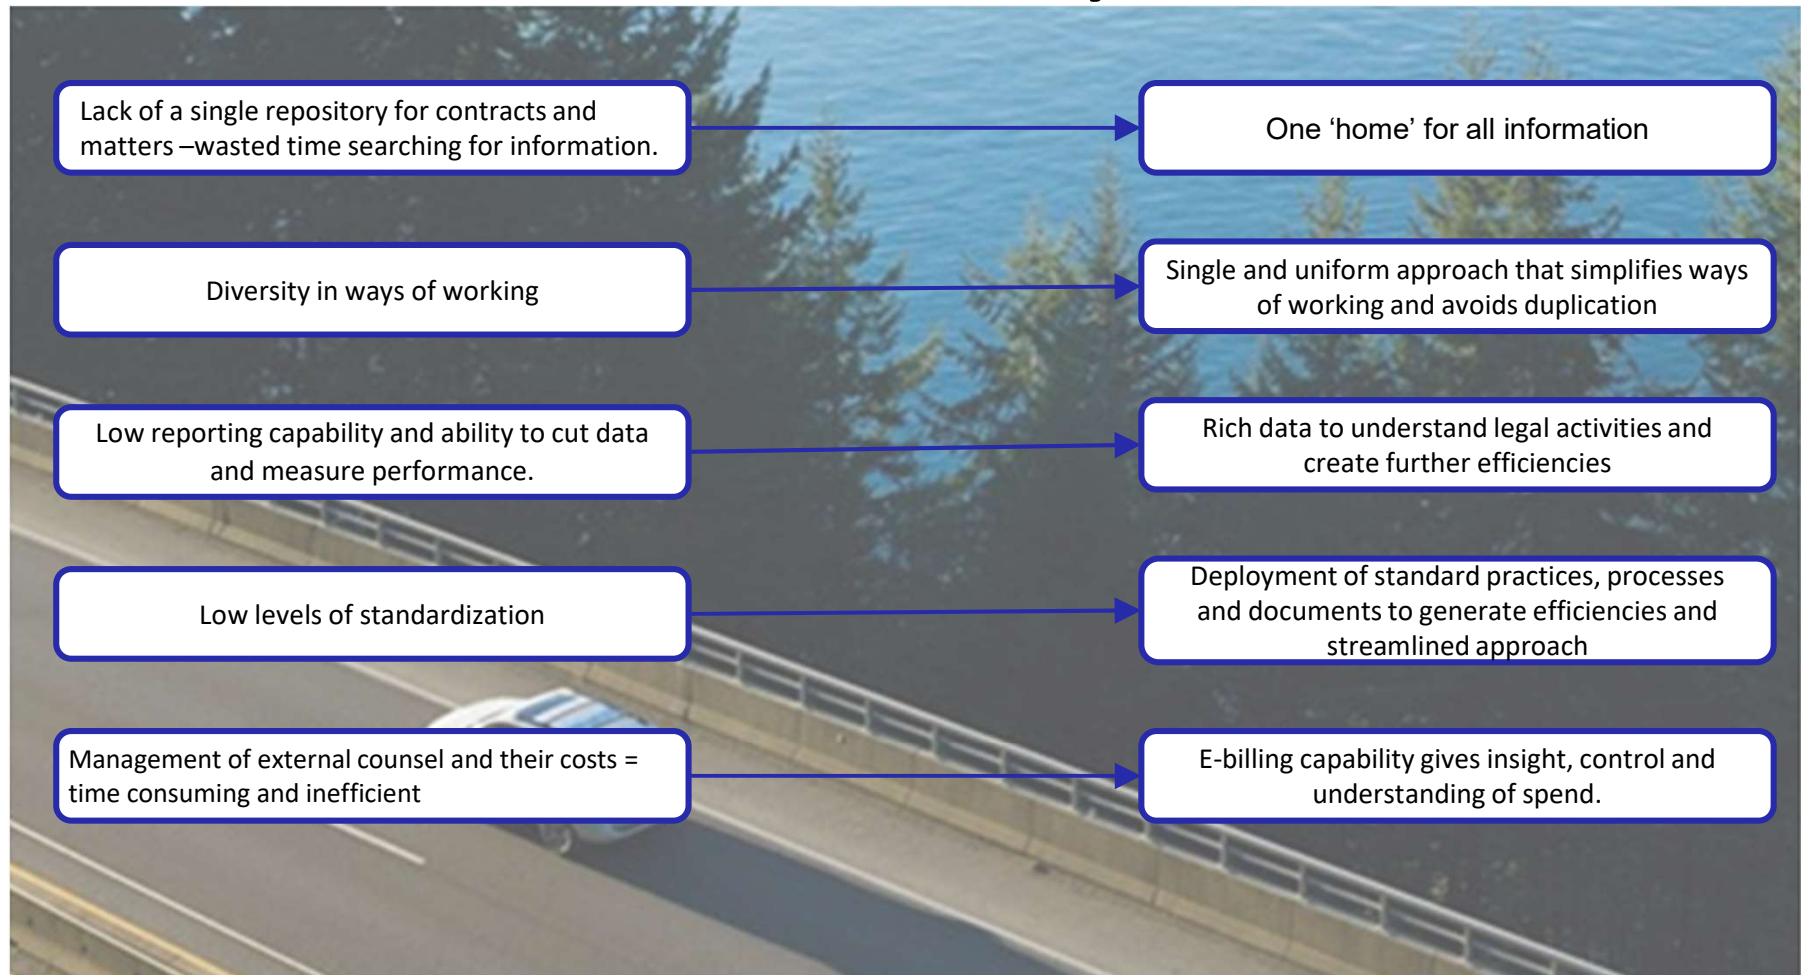 Lack of a single repository for contracts and
matters –wasted time searching for information.
One ‘home’ for all information
Diversity in ways of working
Single and uniform approach that simplifies ways
of working and avoids duplication
Low reporting capability and ability to cut data
and measure performance.
Rich data to understand legal activities and
create further efficiencies
Low levels of standardization
Deployment of standard practices, processes
and documents to generate efficiencies and
streamlined approach
Management of external counsel and their costs =
time consuming and inefficient
E-billing capability gives insight, control and
understanding of spend.